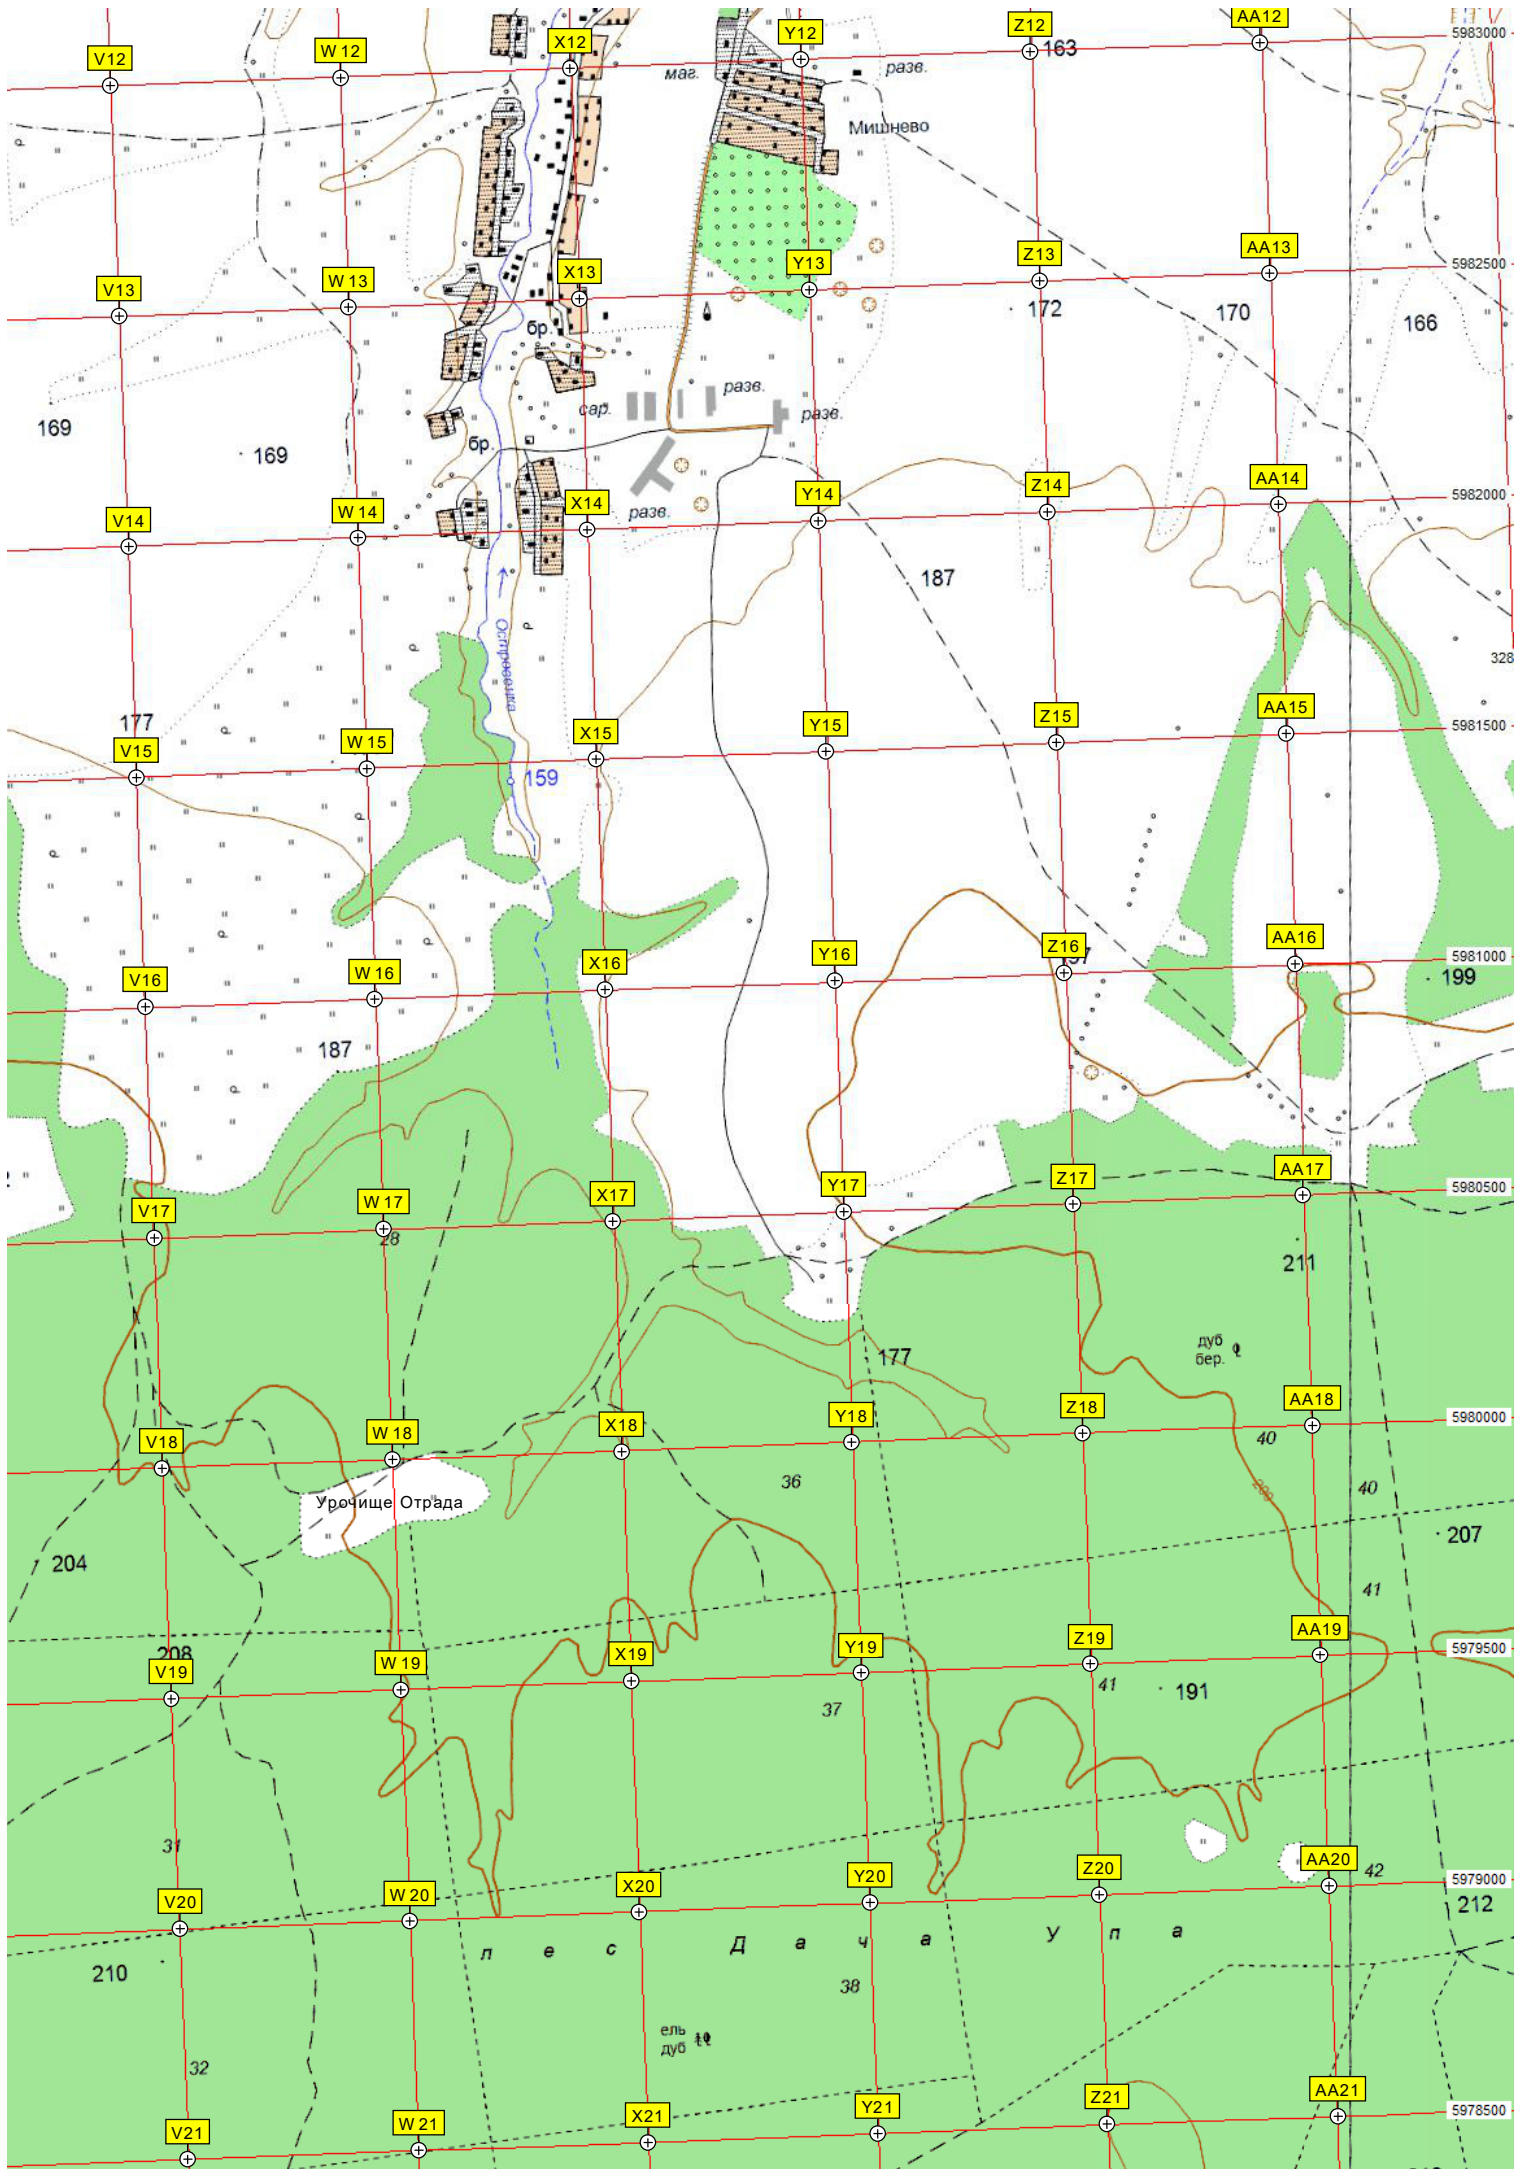 V12 W12 X12 Y12 Z12 AA12 5983000
163
маг. разв.
Мишнево
V13 W13 X13 Y13 Z13 AA13 5982500
172 170 166
бр.
разв.
сар. разв.
169
169
бр.
разв.
V14 W14 X14 Y14 Z14 AA14 5982000
187
Островенка
328
177
V15 W15 X15 Y15 Z15 AA15 5981500
159
V16 W16 X16 Y16 Z16 AA16 5981000
199
187
V17 W17 X17 Y17 Z17 AA17 5980500
28
211
дуб
бер.
177
V18 W18 X18 Y18 Z18 AA18 5980000
40
36
200
40
Урочище Отрада
204
207
41
208
V19 W19 X19 Y19 Z19 AA19 5979500
41 191
37
31
V20 W20 X20 Y20 Z20 AA20 5979000
42
212
лес Дача Упа
210
38
ель
дуб
32
V21 W21 X21 Y21 Z21 AA21 5978500